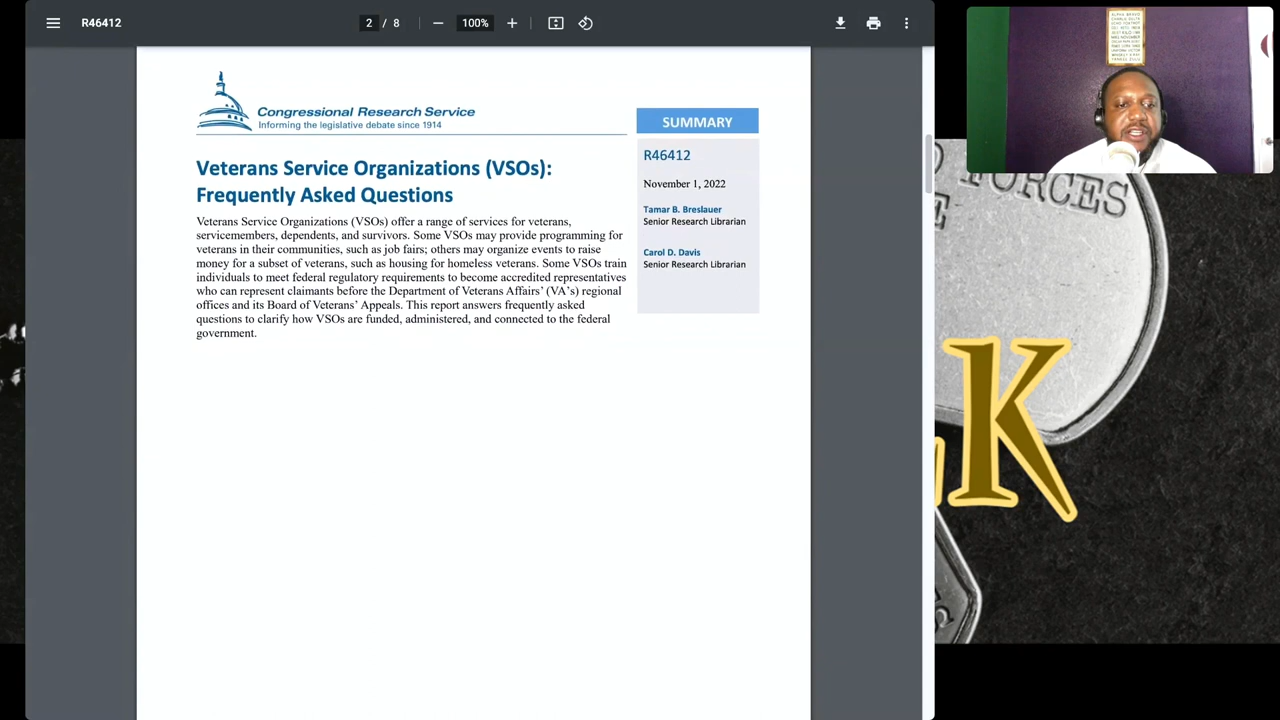 R46412
2 / 8
100%
Congressional Research Service
Informing the legislative debate since 1914
SUMMARY
Veterans Service Organizations (VSOs):
Frequently Asked Questions
Veterans Service Organizations (VSOs) offer a range of services for veterans,
servicemembers, dependents, and survivors. Some VSOs may provide programming for
veterans in their communities, such as job fairs; others may organize events to raise
money for a subset of veterans, such as housing for homeless veterans. Some VSOs train
individuals to meet federal regulatory requirements to become accredited representatives
who can represent claimants before the Department of Veterans Affairs' (VA's) regional
offices and its Board of Veterans' Appeals. This report answers frequently asked
questions to clarify how VSOs are funded, administered, and connected to the federal
government.
R46412
November 1, 2022
Tamar B. Breslauer
Senior Research Librarian
Carol D. Davis
Senior Research Librarian
FORCES
K